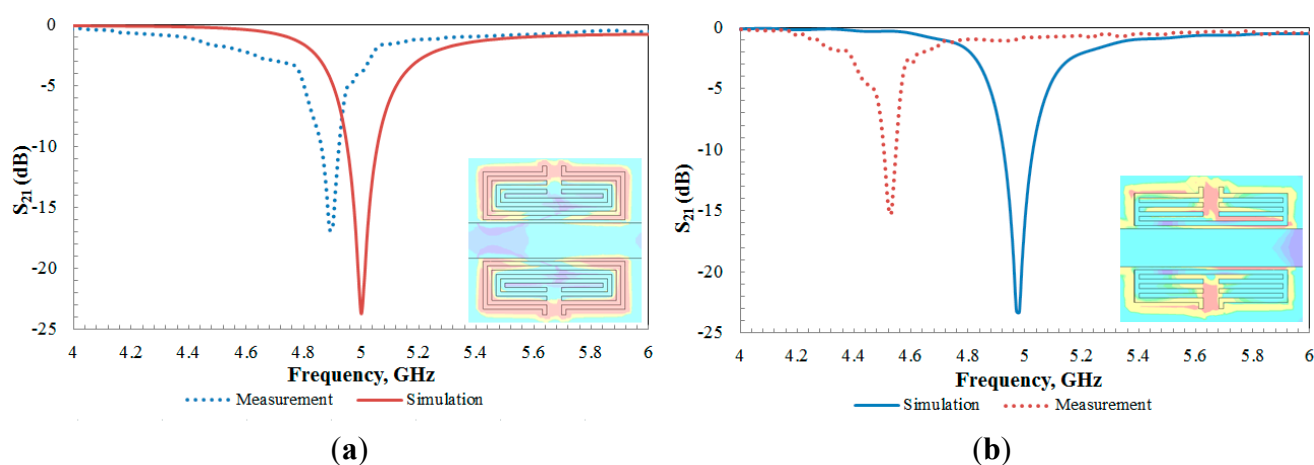 0
-5
-10
-15
-20
-25
S21 (dB)
4 4.2 4.4 4.6 4.8 5 5.2 5.4 5.6 5.8 6
Frequency, GHz
Measurement Simulation
(a)
0
-5
-10
-15
-20
-25
S21 (dB)
4 4.2 4.4 4.6 4.8 5 5.2 5.4 5.6 5.8 6
Frequency, GHz
Simulation Measurement
(b)